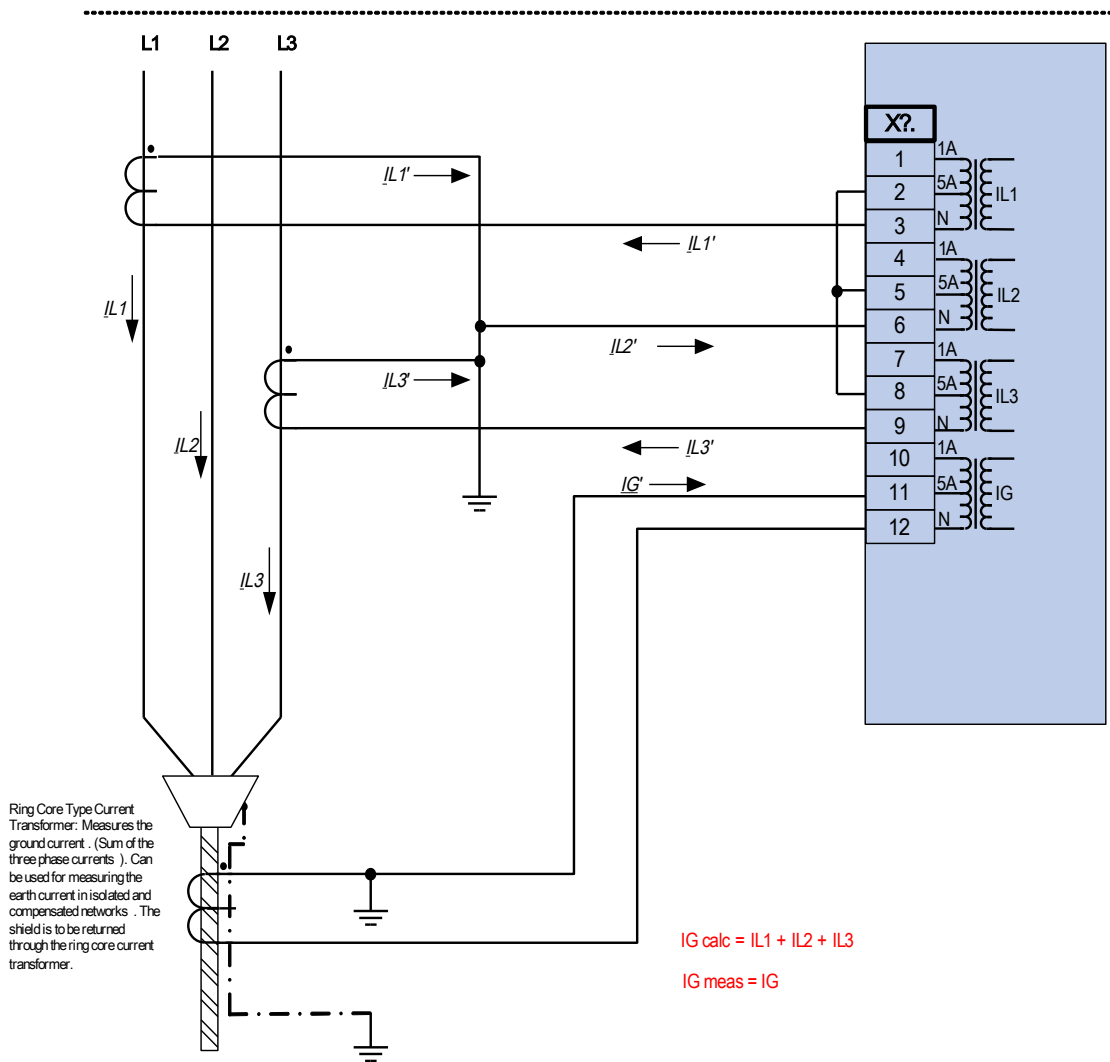 L1 L2 L3
X?.
1 1A
2 5A IL1
3 N
4 1A
5 5A IL2
6 N
7 1A
8 5A IL3
9 N
10 1A
11 5A IG
12 N
IL1'
IL1'
IL1
IL2'
IL3'
IL2
IL3'
IG'
IL3
Ring Core Type Current
Transformer: Measures the
ground current . (Sum of the
three phase currents ). Can
be used for measuring the
earth current in isolated and
compensated networks . The
shield is to be returned
through the ring core current
transformer.
IG calc = IL1 + IL2 + IL3
IG meas = IG